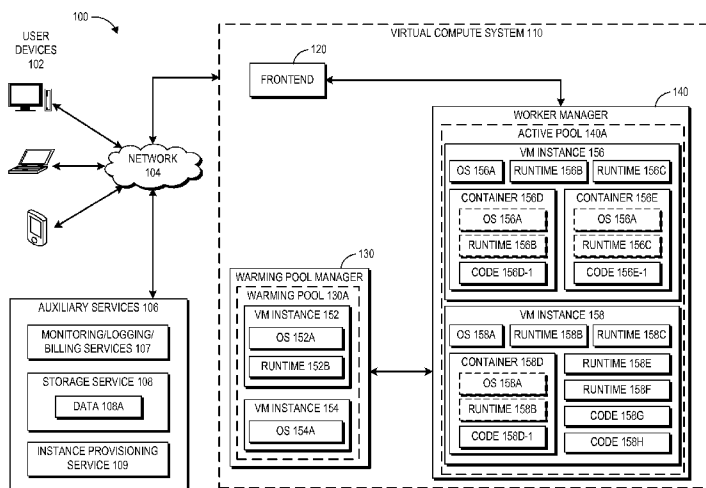 100
USER
DEVICES
102
NETWORK
104
AUXILIARY SERVICES 106
MONITORING/LOGGING/
BILLING SERVICES 107
STORAGE SERVICE 108
DATA 108A
INSTANCE PROVISIONING
SERVICE 109
VIRTUAL COMPUTE SYSTEM 110
120
FRONTEND
130
WARMING POOL MANAGER
WARMING POOL 130A
VM INSTANCE 152
OS 152A
RUNTIME 152B
VM INSTANCE 154
OS 154A
140
WORKER MANAGER
ACTIVE POOL 140A
VM INSTANCE 156
OS 156A
RUNTIME 156B
RUNTIME 156C
CONTAINER 156D
OS 156A
RUNTIME 156B
CODE 156D-1
CONTAINER 156E
OS 156A
RUNTIME 156C
CODE 156E-1
VM INSTANCE 158
OS 158A
RUNTIME 158B
RUNTIME 158C
CONTAINER 158D
OS 158A
RUNTIME 158B
CODE 158D-1
RUNTIME 158E
RUNTIME 158F
CODE 158G
CODE 158H